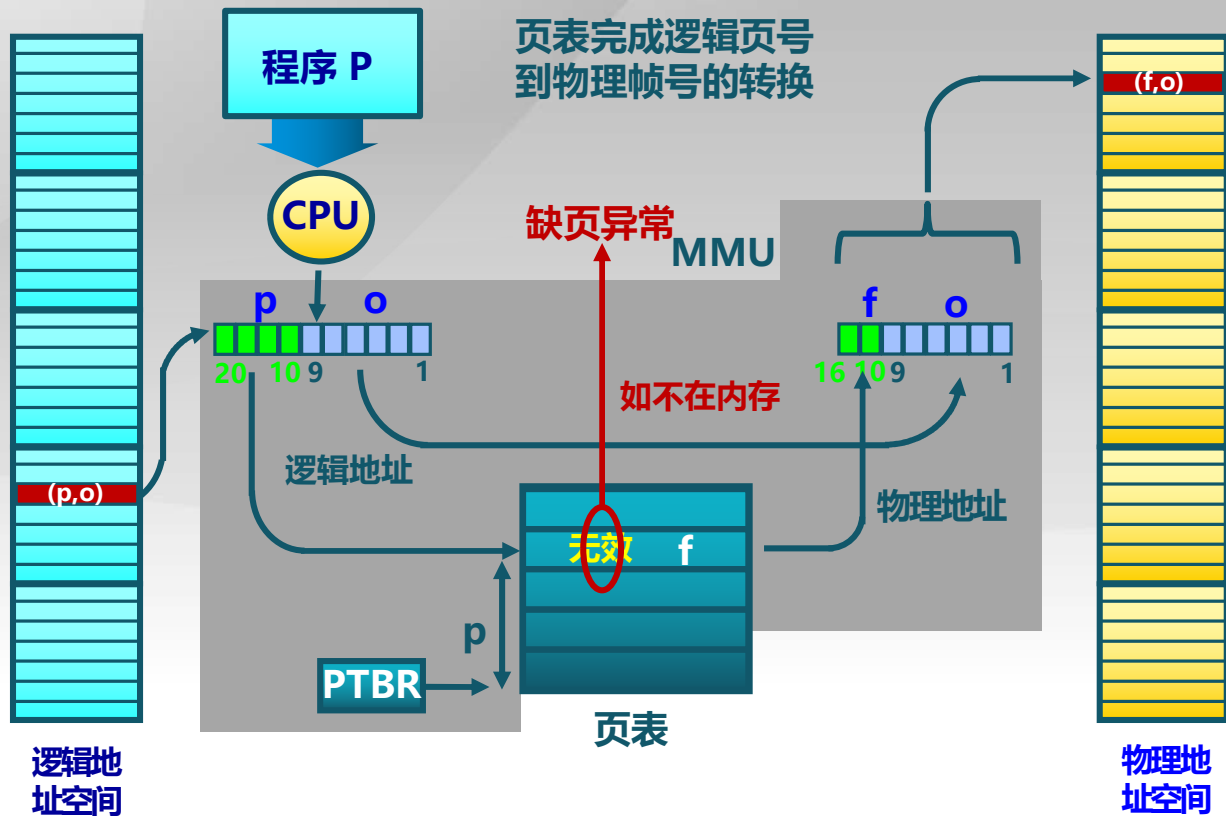 程序 P
页表完成逻辑页号
到物理帧号的转换
(f,o)
CPU
缺页异常
MMU
p
o
f
o
20
10
9
1
16
10
9
1
如不在内存
逻辑地址
(p,o)
物理地址
无效
f
p
PTBR
页表
逻辑地
址空间
物理地
址空间